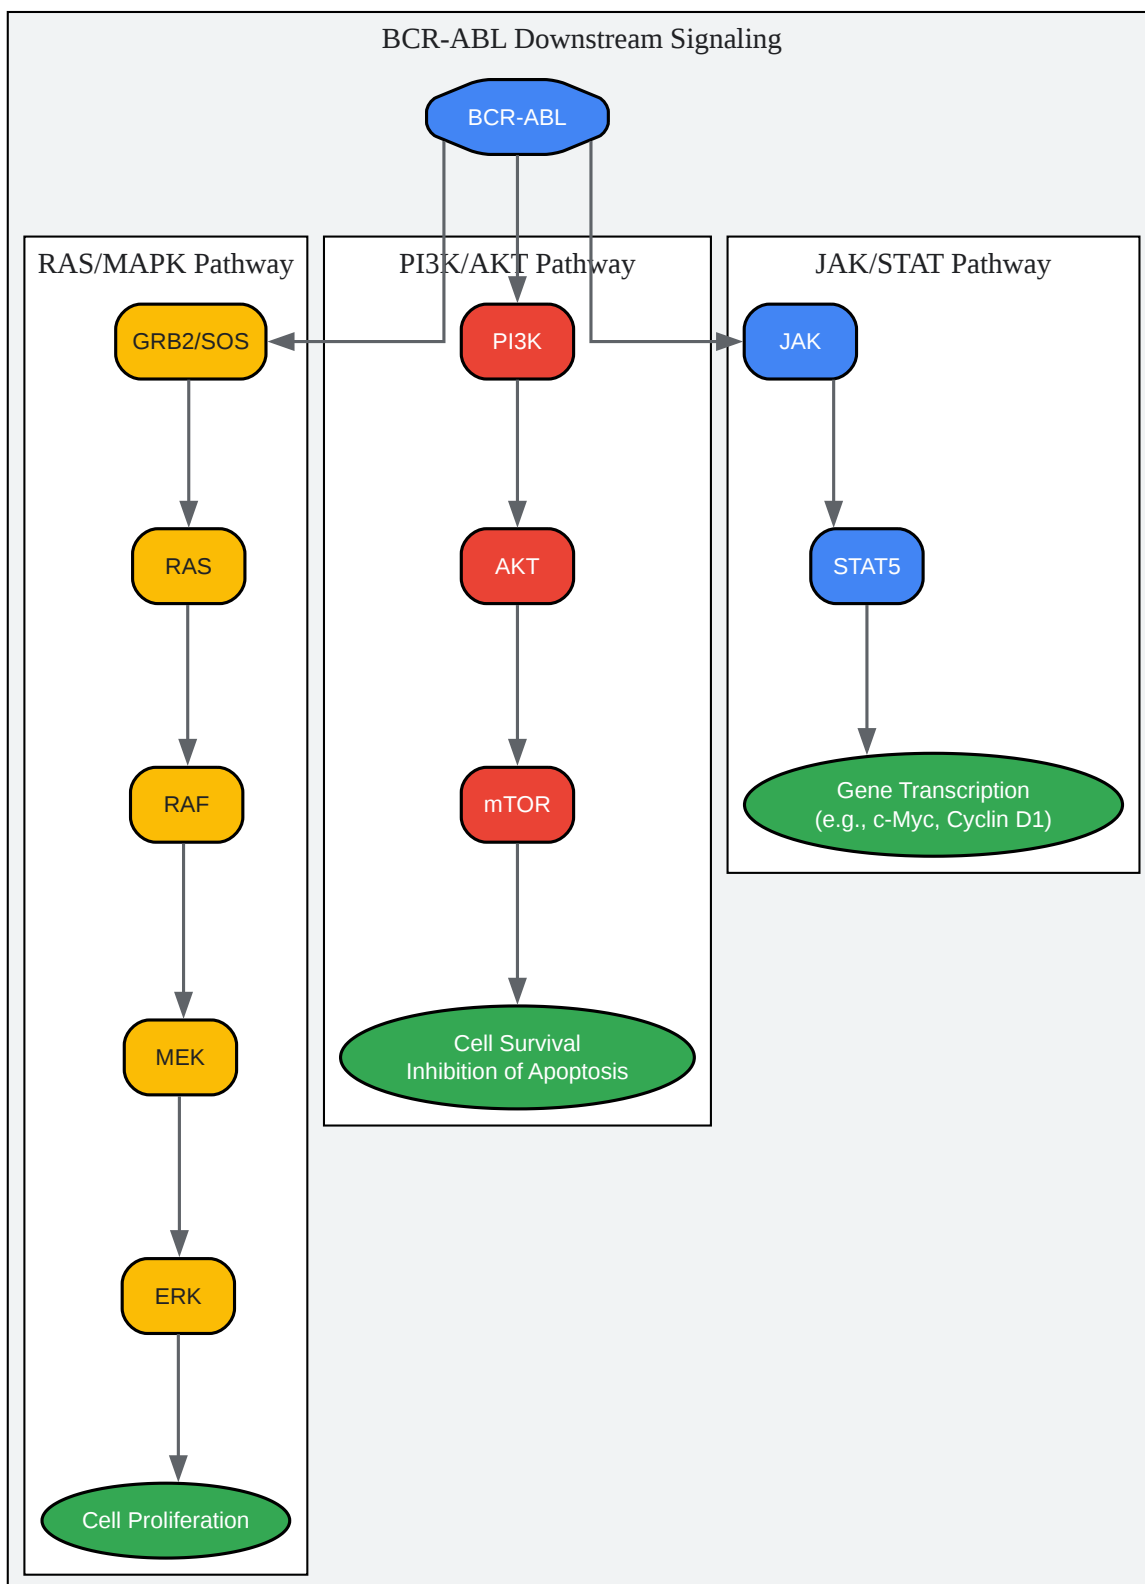 BCR-ABL Downstream Signaling
BCR-ABL
RAS/MAPK Pathway
GRB2/SOS
RAS
RAF
MEK
ERK
Cell Proliferation
PI3K/AKT Pathway
PI3K
AKT
mTOR
Cell Survival
Inhibition of Apoptosis
JAK/STAT Pathway
JAK
STAT5
Gene Transcription
(e.g., c-Myc, Cyclin D1)